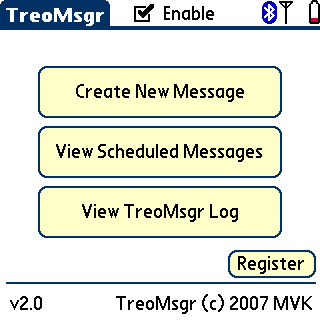 TreoMsgr Enable
Create New Message
View Scheduled Messages
View TreoMsgr Log
Register
v2.0 TreoMsgr (c) 2007 MVK